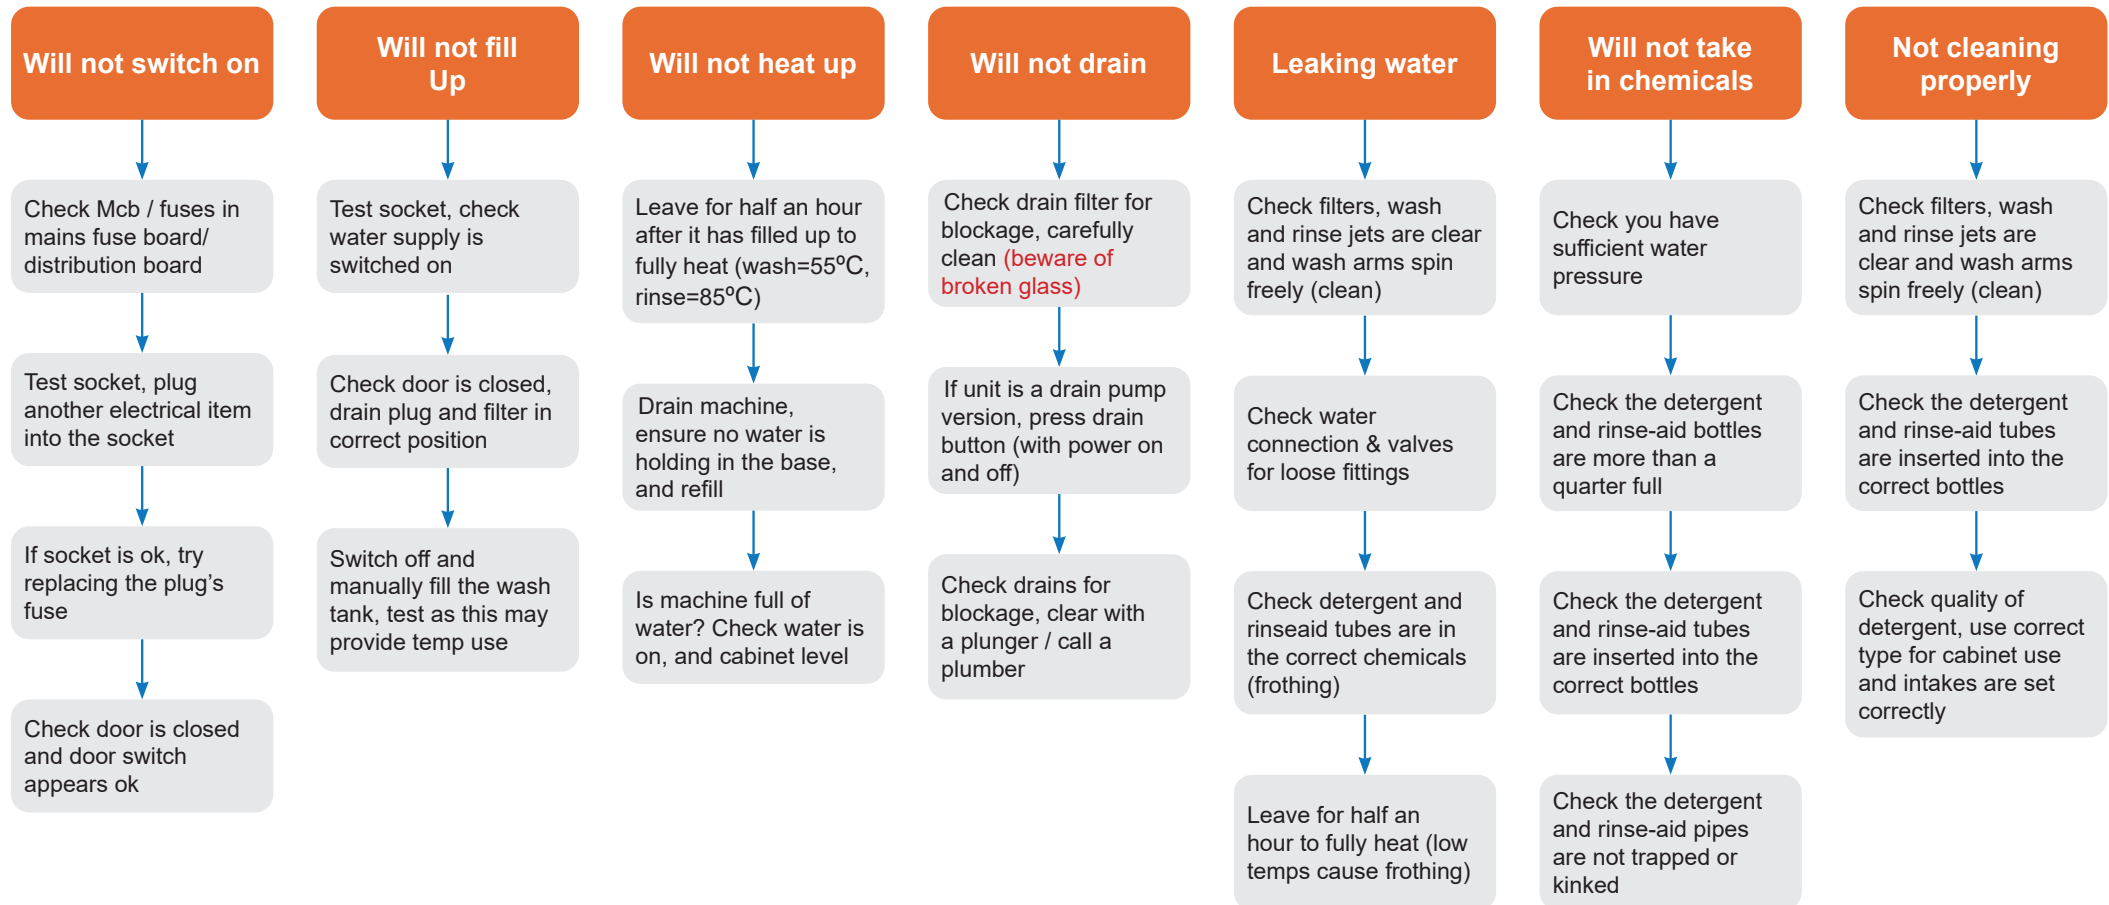 Will not switch on
Check Mcb / fuses in
mains fuse board/
distribution board
Test socket, plug
another electrical item
into the socket
If socket is ok, try
replacing the plug’s
fuse
Check door is closed
and door switch
appears ok
Will not fill
Up
Test socket, check
water supply is
switched on
Check door is closed,
drain plug and filter in
correct position
Switch off and
manually fill the wash
tank, test as this may
provide temp use
Will not heat up
Leave for half an hour
after it has filled up to
fully heat (wash=55ºC,
rinse=85ºC)
Drain machine,
ensure no water is
holding in the base,
and refill
Is machine full of
water? Check water is
on, and cabinet level
Will not drain
Check drain filter for
blockage, carefully
clean (beware of
broken glass)
If unit is a drain pump
version, press drain
button (with power on
and off)
Check drains for
blockage, clear with
a plunger / call a
plumber
Leaking water
Check filters, wash
and rinse jets are clear
and wash arms spin
freely (clean)
Check water
connection & valves
for loose fittings
Check detergent and
rinseaid tubes are in
the correct chemicals
(frothing)
Leave for half an
hour to fully heat (low
temps cause frothing)
Will not take
in chemicals
Check you have
sufficient water
pressure
Check the detergent
and rinse-aid bottles
are more than a
quarter full
Check the detergent
and rinse-aid tubes
are inserted into the
correct bottles
Check the detergent
and rinse-aid pipes
are not trapped or
kinked
Not cleaning
properly
Check filters, wash
and rinse jets are
clear and wash arms
spin freely (clean)
Check the detergent
and rinse-aid tubes
are inserted into the
correct bottles
Check quality of
detergent, use correct
type for cabinet use
and intakes are set
correctly